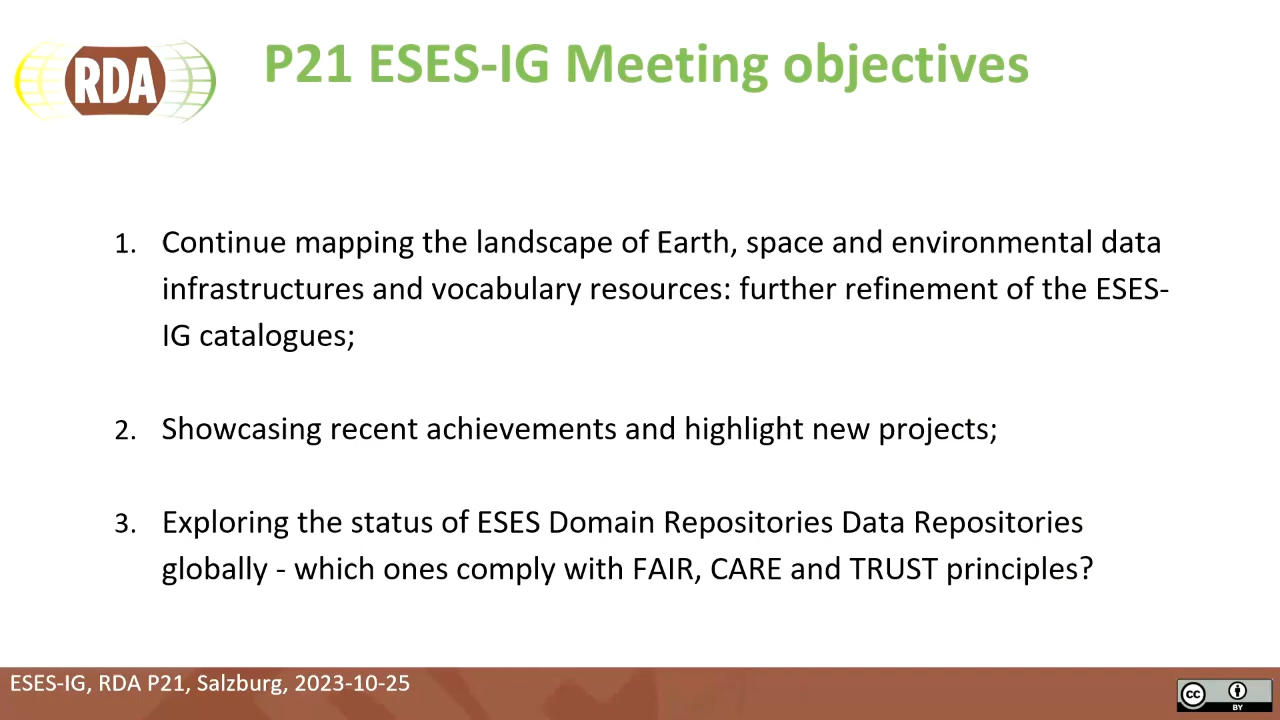 RDA
P21 ESES-IG Meeting objectives
1. Continue mapping the landscape of Earth, space and environmental data
infrastructures and vocabulary resources: further refinement of the ESES-
IG catalogues;
2. Showcasing recent achievements and highlight new projects;
3. Exploring the status of ESES Domain Repositories Data Repositories
globally - which ones comply with FAIR, CARE and TRUST principles?
ESES-IG, RDA P21, Salzburg, 2023-10-25
cc
BY